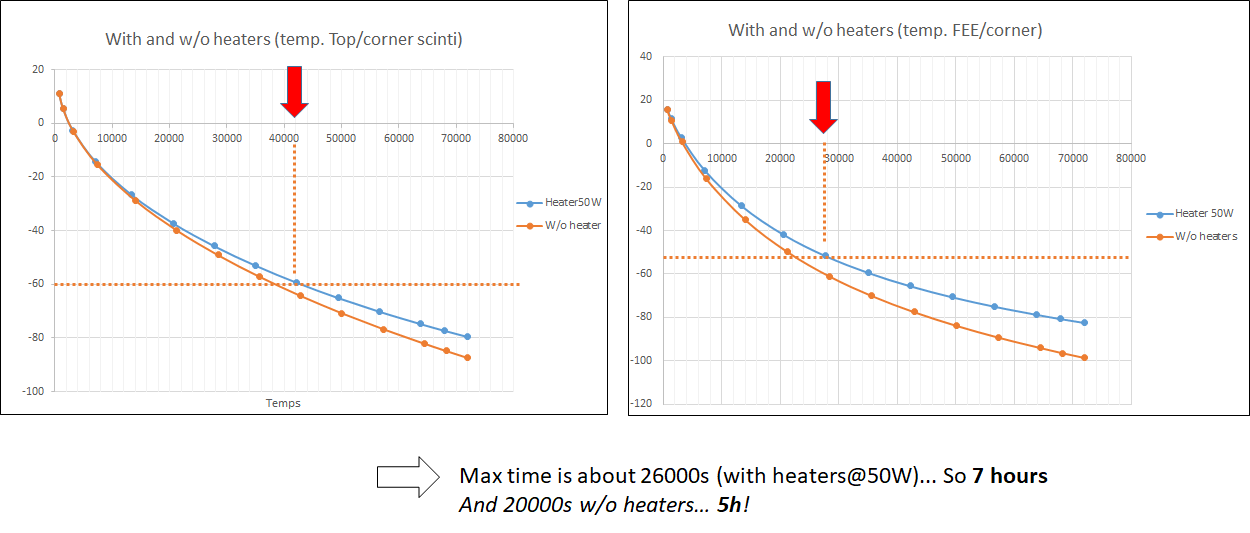 With and w/o heaters (temp. Top/corner scinti)
20
0
-20
-40
-60
-80
-100
0 10000 20000 30000 40000 50000 60000 70000 80000
Temps
Heater50W
W/o heater
With and w/o heaters (temp. FEE/corner)
40
20
0
-20
-40
-60
-80
-100
-120
0 10000 20000 30000 40000 50000 60000 70000 80000
Heater 50W
W/o heaters
Max time is about 26000s (with heaters@50W)... So 7 hours
And 20000s w/o heaters... 5h!